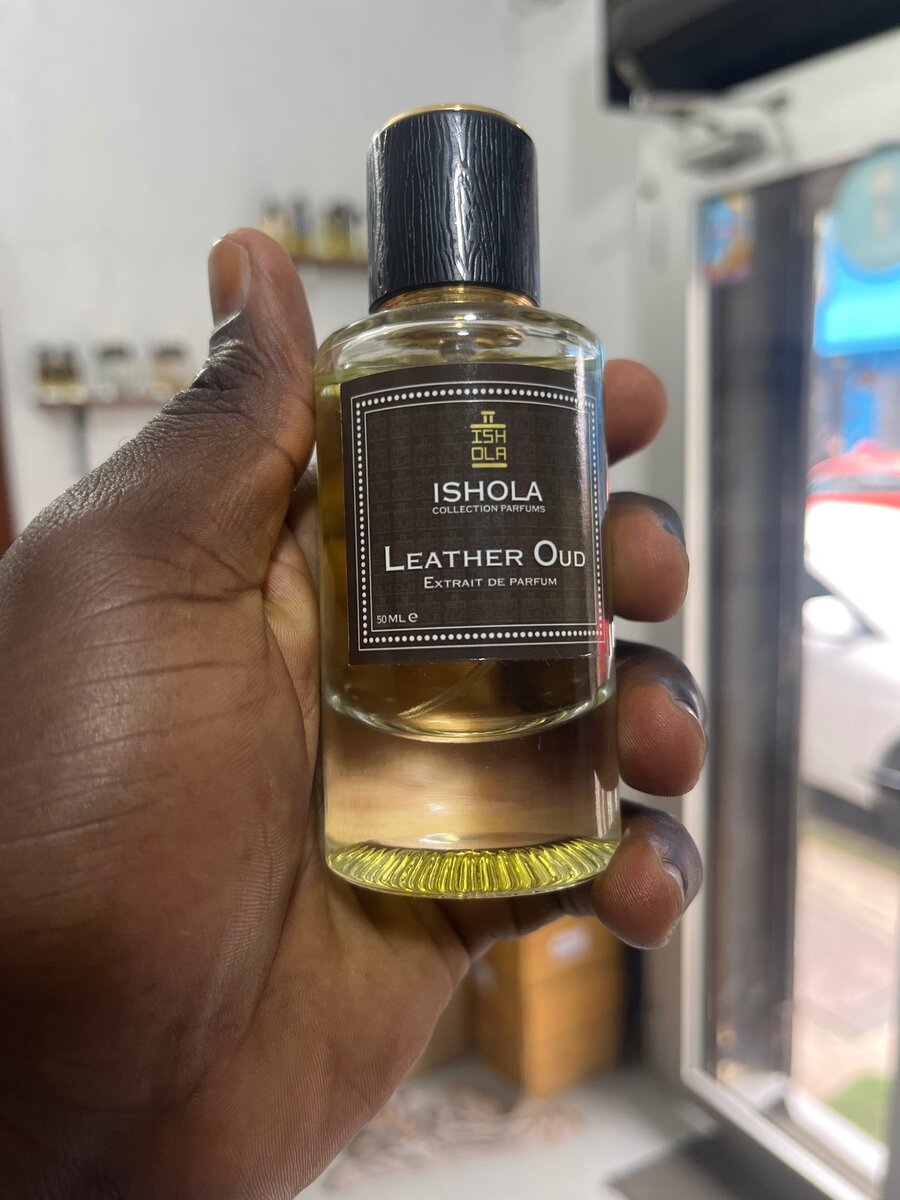 ISH
OLA
ISHOLA
COLLECTION PARFUMS
LEATHER OUD
EXTRAIT DE PARFUM
50 ML ℮